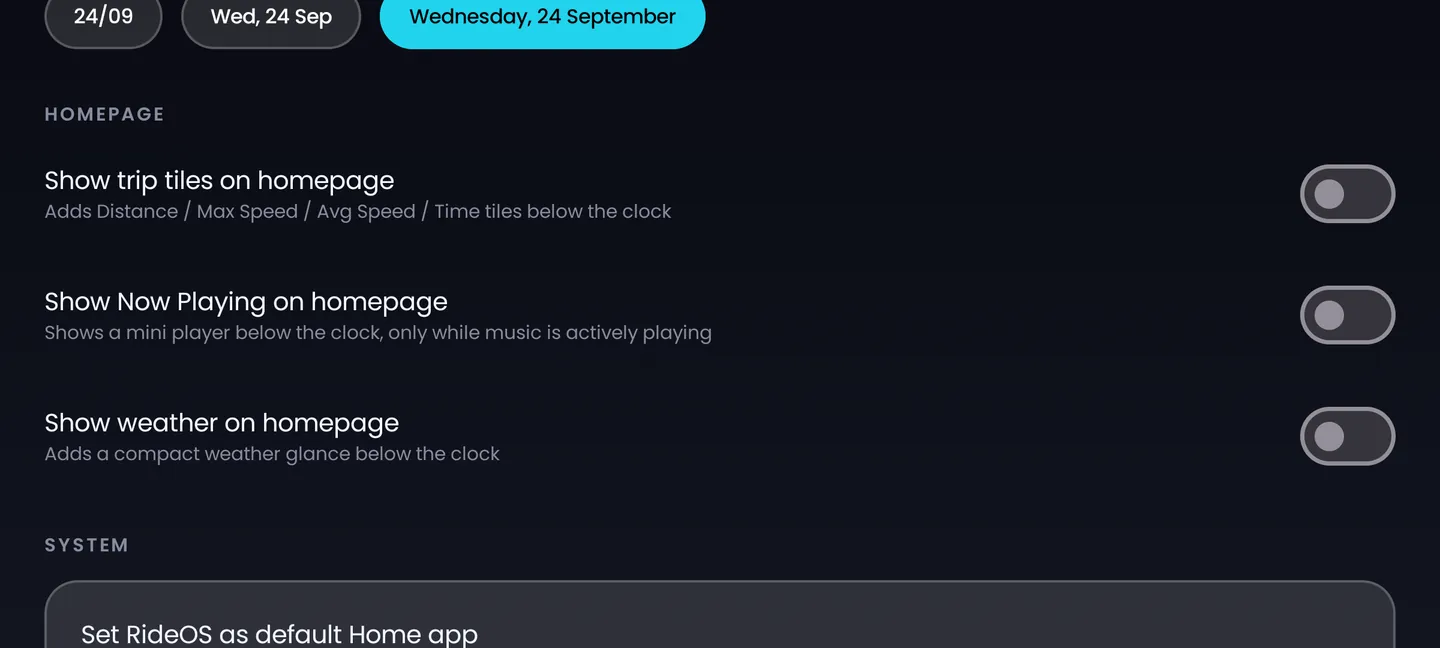 24/09
Wed, 24 Sep
Wednesday, 24 September
HOMEPAGE
Show trip tiles on homepage
Adds Distance / Max Speed / Avg Speed / Time tiles below the clock
Show Now Playing on homepage
Shows a mini player below the clock, only while music is actively playing
Show weather on homepage
Adds a compact weather glance below the clock
SYSTEM
Set RideOS as default Home app